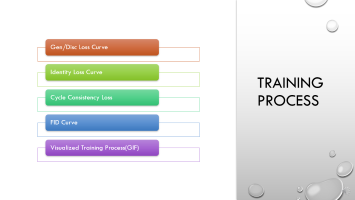 Gen/Disc Loss Curve
Identity Loss Curve
Cycle Consistency Loss
FID Curve
Visualized Training Process(GIF)
TRAINING
PROCESS